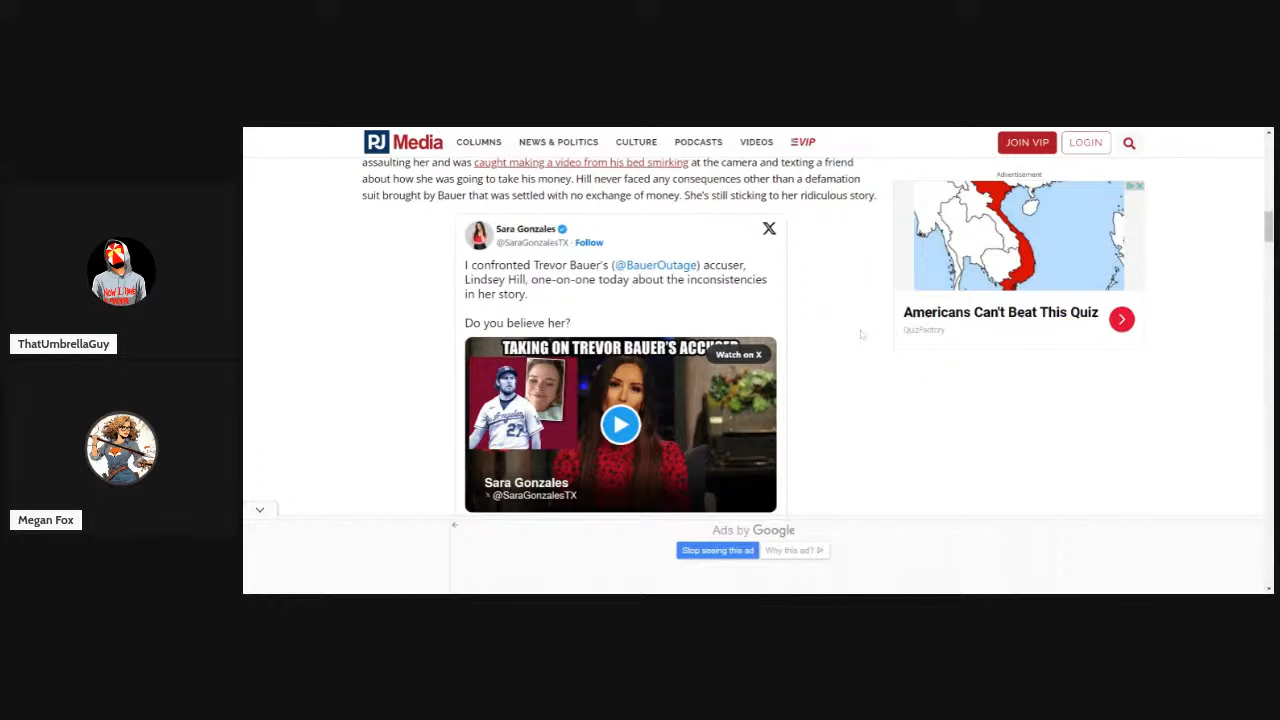 PJ Media
COLUMNS
NEWS & POLITICS
CULTURE
PODCASTS
VIDEOS
VIP
JOIN VIP
LOGIN
assaulting her and was caught making a video from his bed smirking at the camera and texting a friend
about how she was going to take his money. Hill never faced any consequences other than a defamation
suit brought by Bauer that was settled with no exchange of money. She's still sticking to her ridiculous story.
Sara Gonzales
@SaraGonzalesTX · Follow
I confronted Trevor Bauer's (@BauerOutage) accuser,
Lindsey Hill, one-on-one today about the inconsistencies
in her story.
Do you believe her?
TAKING ON TREVOR BAUER'S ACCUSER
Watch on X
Angeles
27
Sara Gonzales
X @SaraGonzalesTX
Advertisement
Americans Can't Beat This Quiz
QuizFactory
Ads by Google
Stop seeing this ad
Why this ad?
ThatUmbrellaGuy
Megan Fox